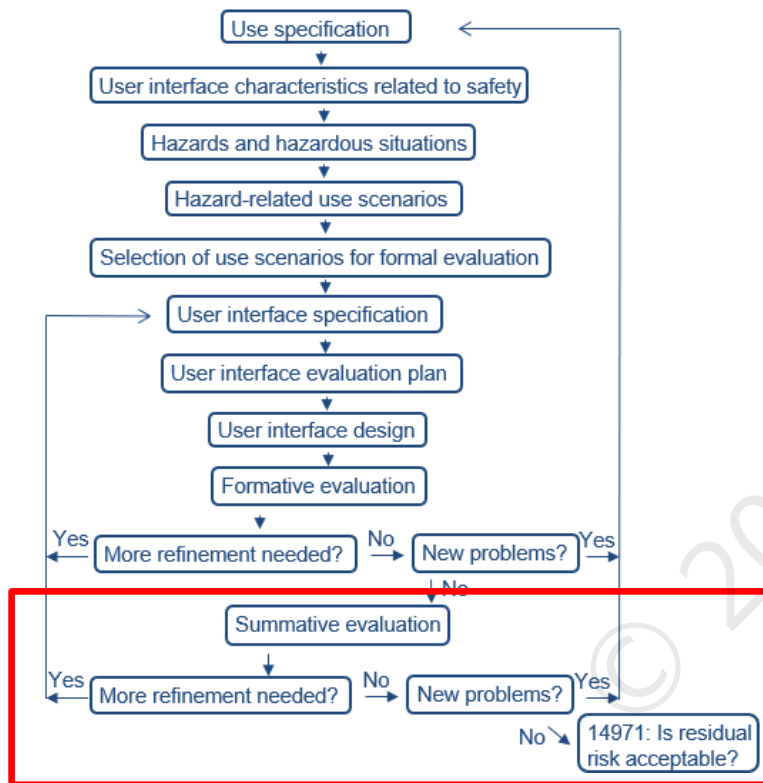 Use specification
User interface characteristics related to safety
Hazards and hazardous situations
Hazard-related use scenarios
Selection of use scenarios for formal evaluation
User interface specification
User interface evaluation plan
User interface design
Formative evaluation
Yes
More refinement needed?
No
New problems?
Yes
No
Summative evaluation
Yes
More refinement needed?
No
New problems?
Yes
No
14971: Is residual
risk acceptable?
© 20